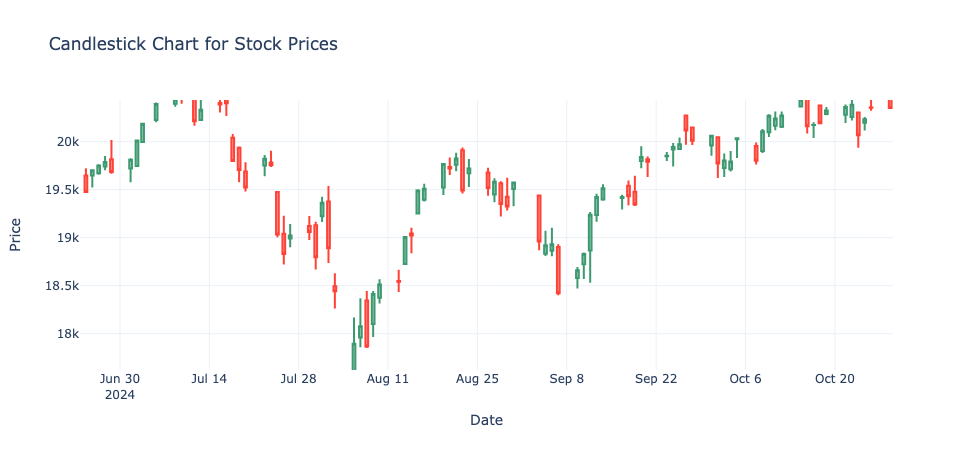 Candlestick Chart for Stock Prices
20k
19.5k
19k
18.5k
18k
Price
Jun 30 Jul 14 Jul 28 Aug 11 Aug 25 Sep 8 Sep 22 Oct 6 Oct 20
2024
Date